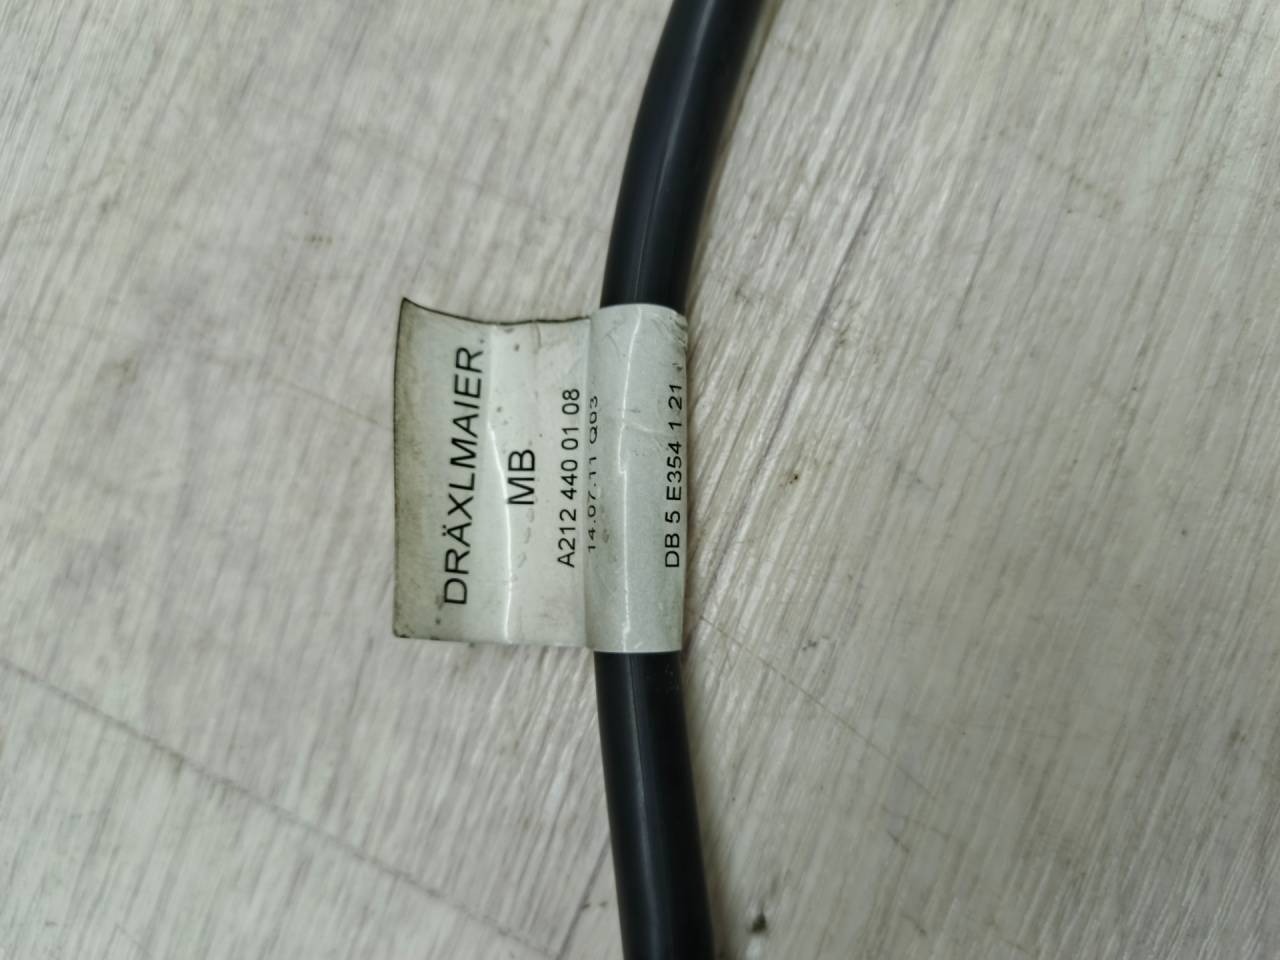 DRÄXLMAIER
MB
A212 440 01 08
14.07.11 Q03
DB 5 E354 1 21